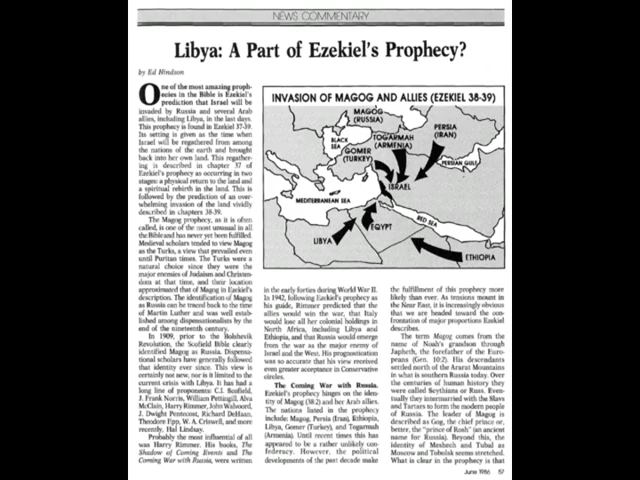 NEWS COMMENTARY
Libya: A Part of Ezekiel's Prophecy?
by Ed Hindson
One of the most amazing proph-
ecies in the Bible is Ezekiel's
prediction that Israel will be
invaded by Russia and several Arab
allies, including Libya, in the last days.
This prophecy is found in Ezekiel 37-39.
Its setting is given as the time when
Israel will be regathered from among
the nations of the earth and brought
back into her own land. This regather-
ing is described in chapter 37 of
Ezekiel's prophecy as occurring in two
stages: a physical return to the land and
a spiritual rebirth in the land. This is
followed by the prediction of an over-
whelming invasion of the land vividly
described in chapters 38-39.
The Magog prophecy, as it is often
called, is one of the most unusual in all
the Bible and has never yet been fulfilled.
Medieval scholars tended to view Magog
as the Turks, a view that prevailed even
until Puritan times. The Turks were a
natural choice since they were the
major enemies of Judaism and Christen-
dom at that time, and their location
approximated that of Magog in Ezekiel's
description. The identification of Magog
as Russia can be traced back to the time
of Martin Luther and was well estab-
lished among dispensationalists by the
end of the nineteenth century.
In 1909, prior to the Bolshevik
Revolution, the Scofield Bible clearly
identified Magog as Russia. Dispensa-
tional scholars have generally followed
that identity ever since. This view is
certainly not new, nor is it limited to the
current crisis with Libya. It has had a
long line of proponents: C.I. Scofield,
J. Frank Norris, William Pettingill, Alva
McClain, Harry Rimmer, John Walvoord,
J. Dwight Pentecost, Richard DeHaan,
Theodore Epp, W. A. Criswell, and more
recently, Hal Lindsay.
Probably the most influential of all
was Harry Rimmer. His books, The
Shadow of Coming Events and The
Coming War with Russia, were written
INVASION OF MAGOG AND ALLIES (EZEKIEL 38-39)
MAGOG
(RUSSIA)
BLACK
SEA
TOGARMAH
(ARMENIA)
PERSIA
(IRAN)
GOMER
(TURKEY)
PERSIAN GULF
ISRAEL
MEDITERRANEAN SEA
RED SEA
EGYPT
LIBYA
ETHIOPIA
in the early forties during World War II.
In 1942, following Ezekiel's prophecy as
his guide, Rimmer predicted that the
allies would win the war, that Italy
would lose all her colonial holdings in
North Africa, including Libya and
Ethiopia, and that Russia would emerge
from the war as the major enemy of
Israel and the West. His prognostication
was so accurate that his view received
even greater acceptance in Conservative
circles.
The Coming War with Russia.
Ezekiel's prophecy hinges on the iden-
tity of Magog (38:2) and her Arab allies.
The nations listed in the prophecy
include: Magog, Persia (Iran), Ethiopia,
Libya, Gomer (Turkey), and Togarmah
(Armenia). Until recent times this has
appeared to be a rather unlikely con-
federacy. However, the political
developments of the past decade make
the fulfillment of this prophecy more
likely than ever. As tensions mount in
the Near East, it is increasingly obvious
that we are headed toward the con-
frontation of major proportions Ezekiel
describes.
The term Magog comes from the
name of Noah's grandson through
Japheth, the forefather of the Euro-
peans (Gen. 10:2). His descendants
settled north of the Ararat Mountains
in what is southern Russia today. Over
the centuries of human history they
were called Scythians or Russ. Even-
tually they intermarried with the Slavs
and Tartars to form the modern people
of Russia. The leader of Magog is
described as Gog, the chief prince or,
better, the "prince of Rosh" (an ancient
name for Russia). Beyond this, the
identity of Meshech and Tubal as
Moscow and Tobolsk seems stretched.
What is clear in the prophecy is that
June 1986 57